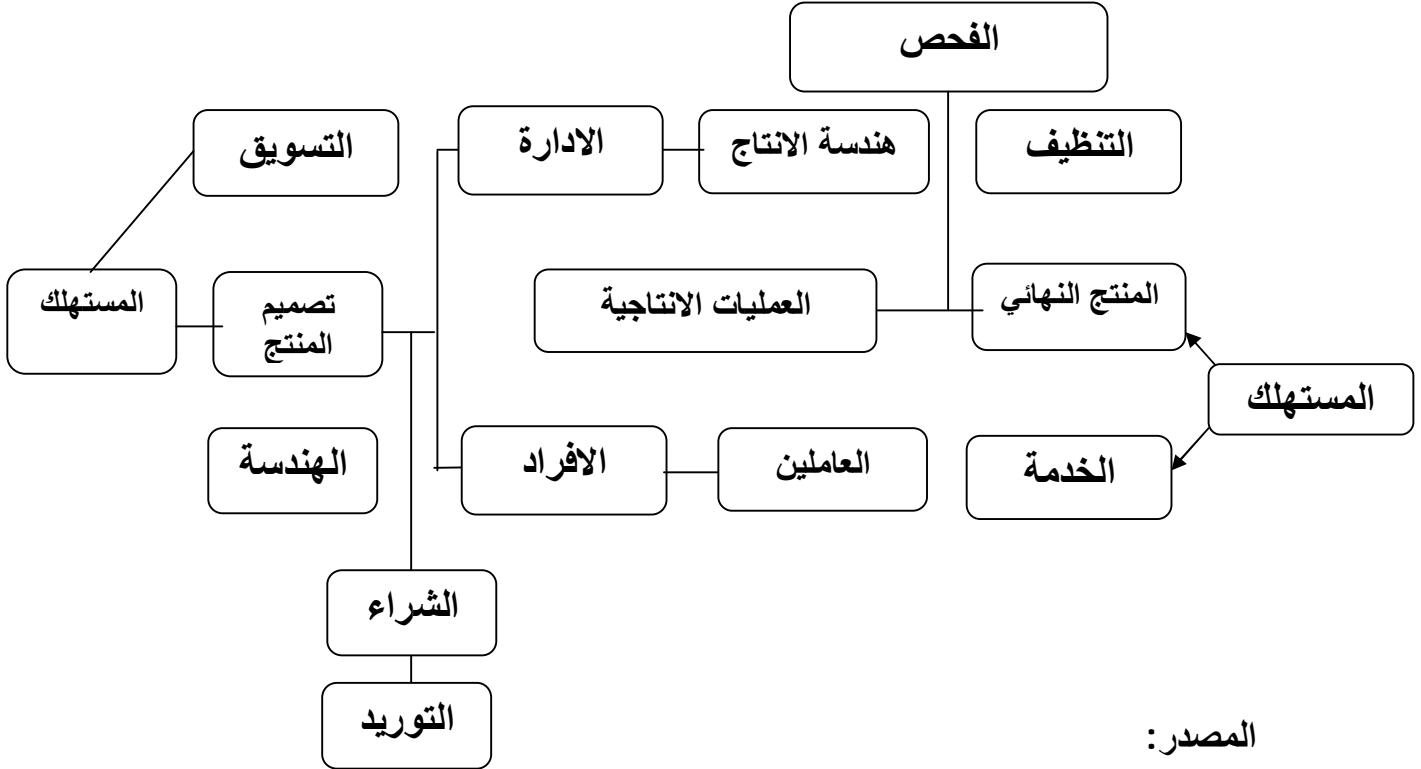 الفحص
التنظيف
هندسة الانتاج
الادارة
التسويق
المنتج النهائي
العمليات الانتاجية
تصميم
المنتج
المستهلك
المستهلك
الخدمة
العاملين
الافراد
الهندسة
الشراء
التوريد
المصدر: